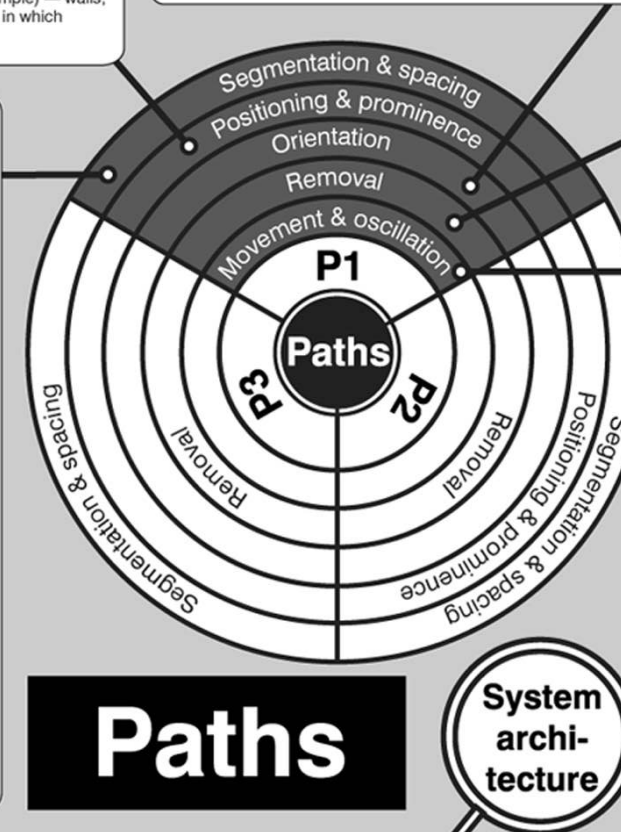 in which
Segmentation & spacing
Positioning & prominence
Orientation
Removal
Movement & oscillation
P1
Paths
P3
P2
Removal
Segmentation & spacing
Removal
Positioning & prominence
Segmentation & spacing
Paths
System
archi-
tecture